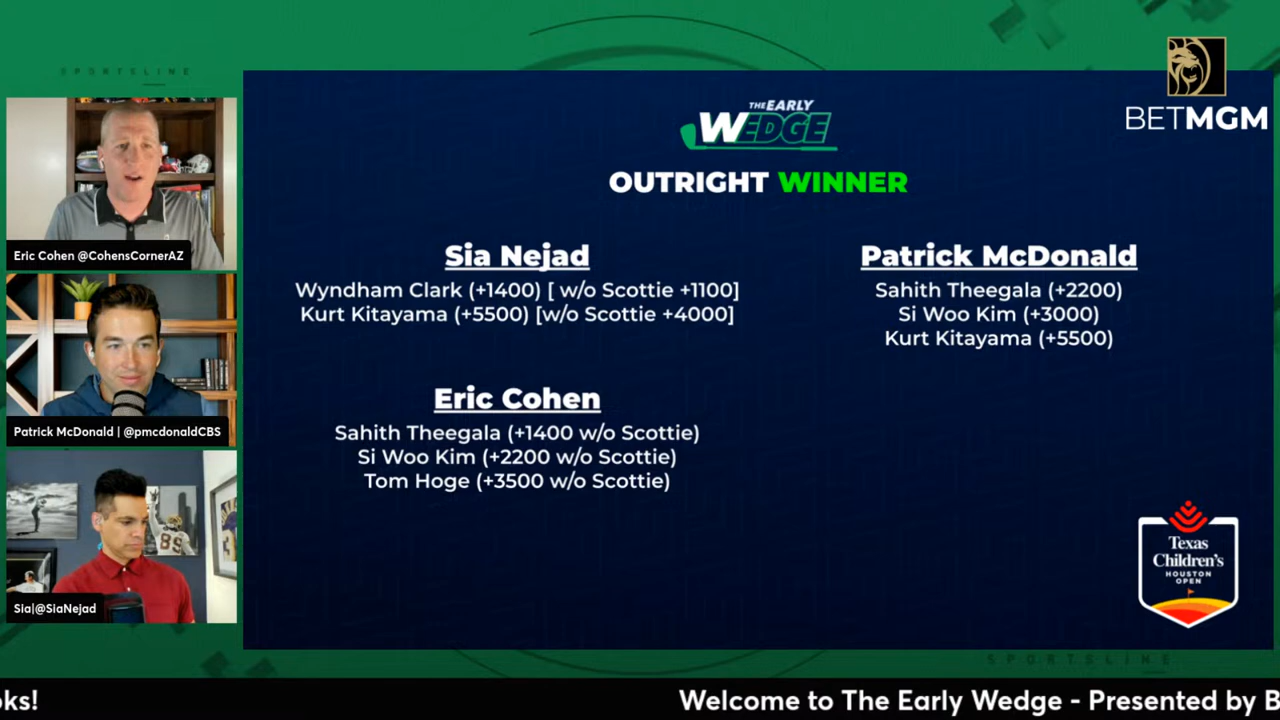 SPORTSLINE
BETMGM
THE EARLY
WEDGE
OUTRIGHT WINNER
Sia Nejad
Wyndham Clark (+1400) [ w/o Scottie +1100]
Kurt Kitayama (+5500) [w/o Scottie +4000]
Patrick McDonald
Sahith Theegala (+2200)
Si Woo Kim (+3000)
Kurt Kitayama (+5500)
Eric Cohen
Sahith Theegala (+1400 w/o Scottie)
Si Woo Kim (+2200 w/o Scottie)
Tom Hoge (+3500 w/o Scottie)
Eric Cohen @CohensCornerAZ
Patrick McDonald | @pmcdonaldCBS
89
Sia|@SiaNejad
Texas
Children's
HOUSTON
OPEN
SPORTSLINE
oks!
Welcome to The Early Wedge - Presented by B